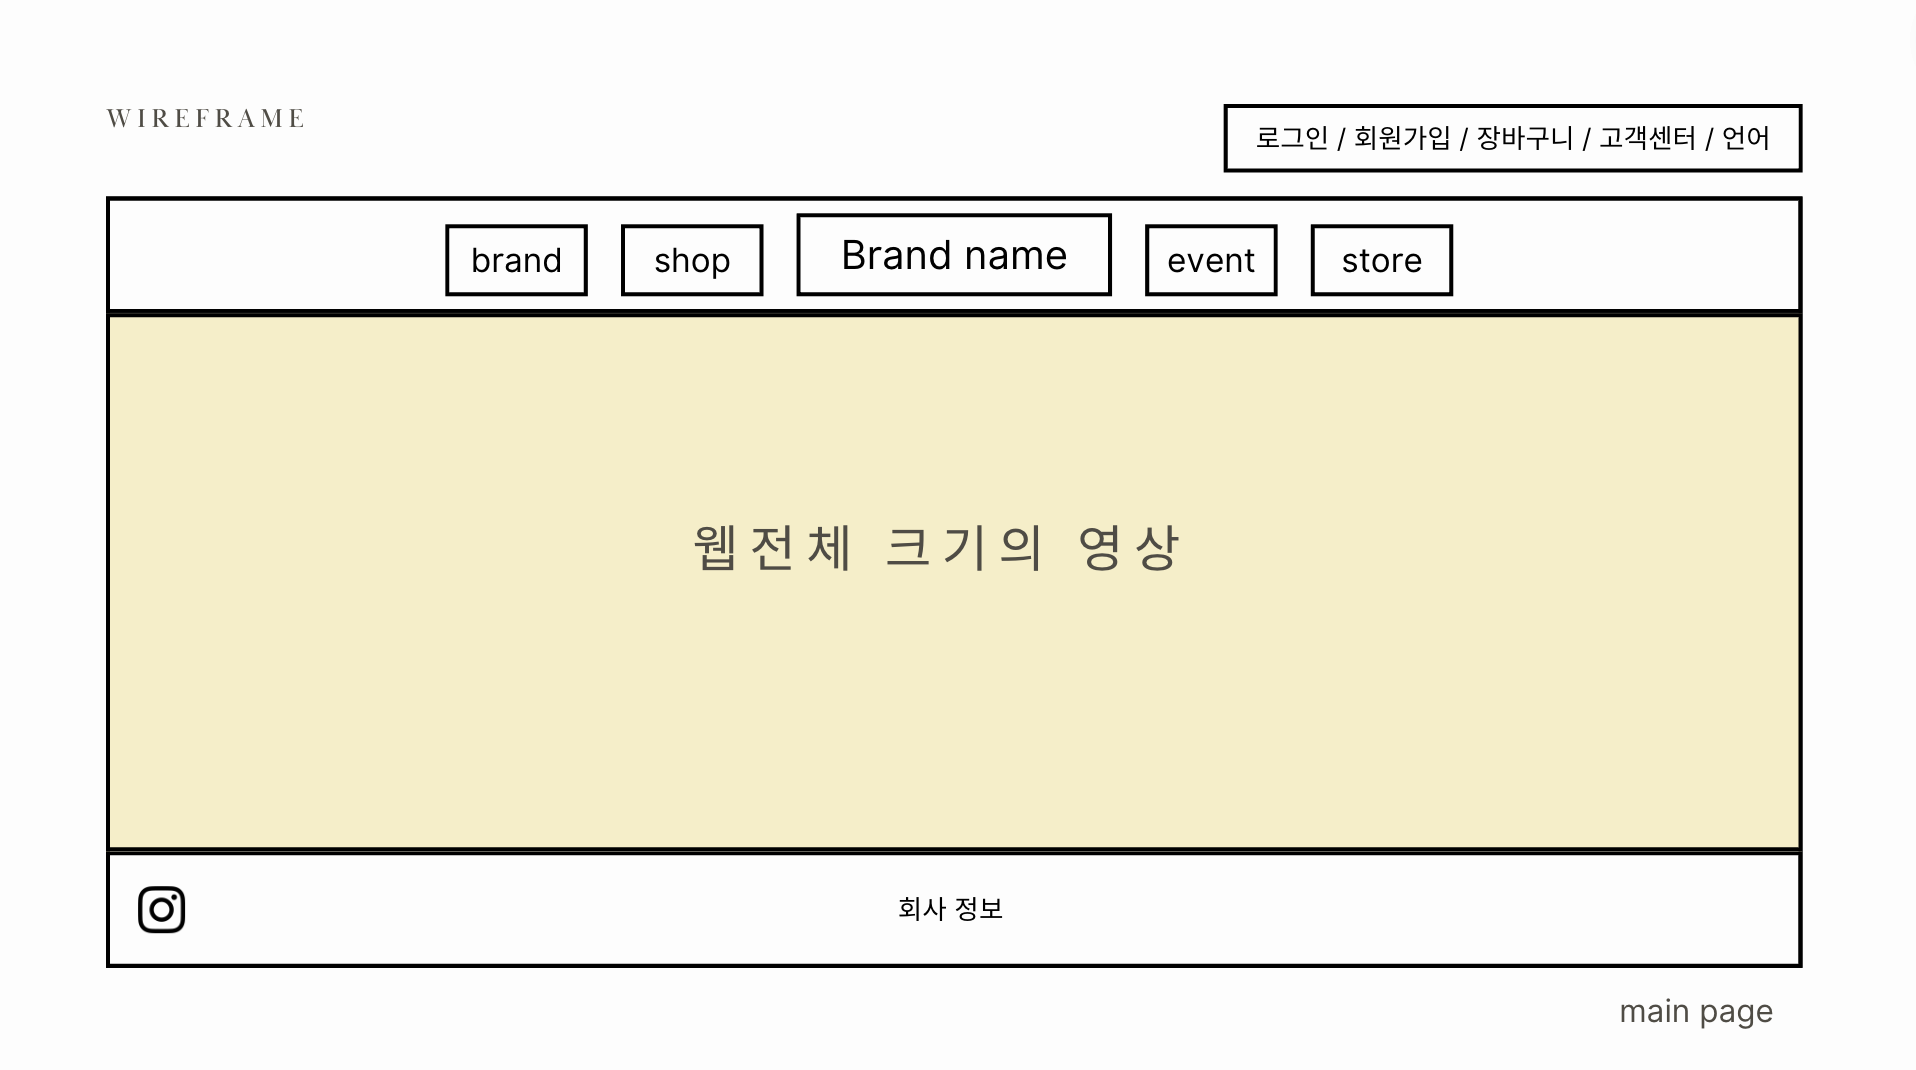 WIREFRAME
로그인 / 회원가입 / 장바구니 / 고객센터 / 언어
brand
shop
Brand name
event
store
웹전체 크기의 영상
회사 정보
main page